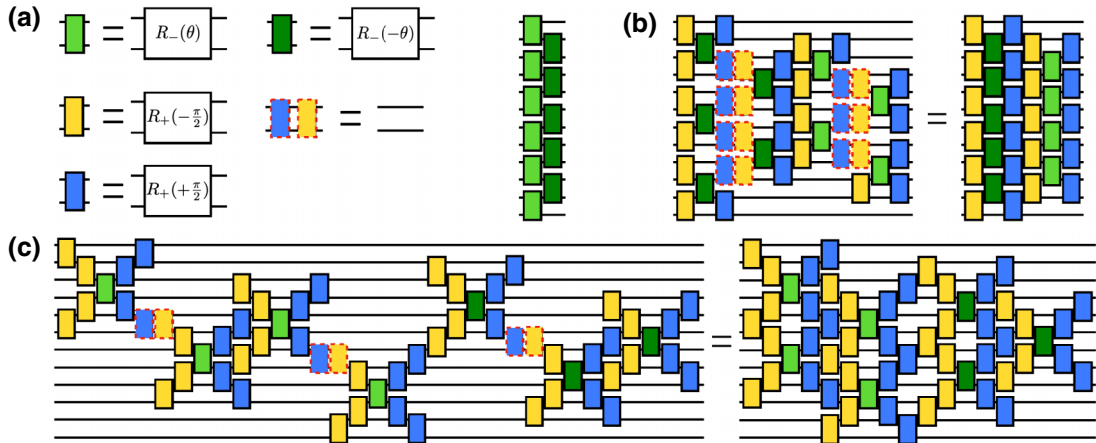 (a)
=
R₋(θ)
=
R₋(−θ)
=
R₊(−π/2)
=
=
R₊(+π/2)
(b)
=
(c)
=